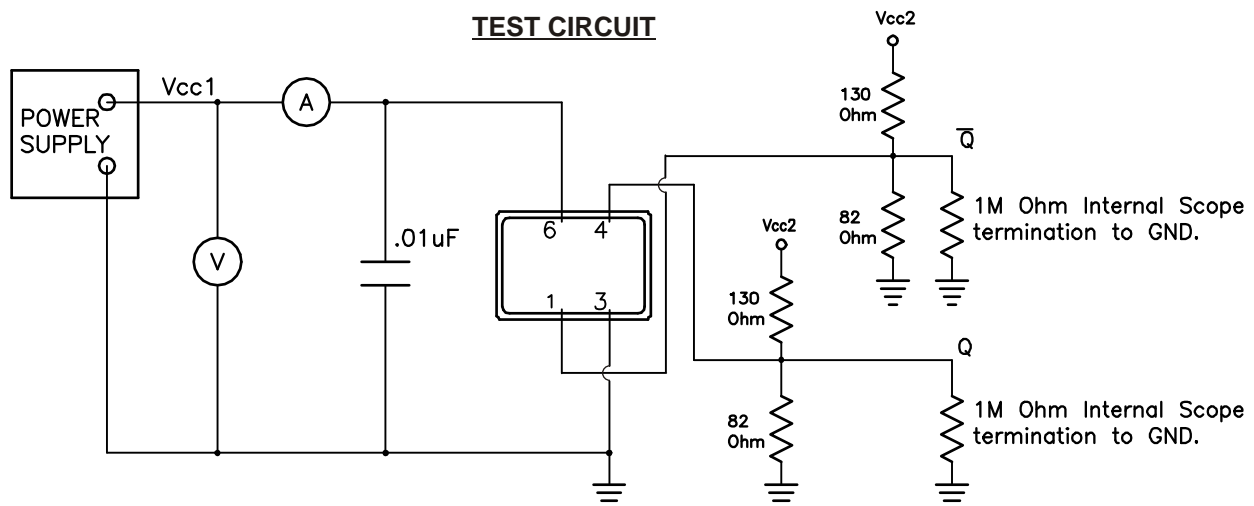 TEST CIRCUIT
Vcc2
Vcc1
A
POWER
SUPPLY
130
Ohm
Q̅
6
4
82
Ohm
1M Ohm Internal Scope
termination to GND.
.01uF
V
Vcc2
1
3
130
Ohm
Q
82
Ohm
1M Ohm Internal Scope
termination to GND.